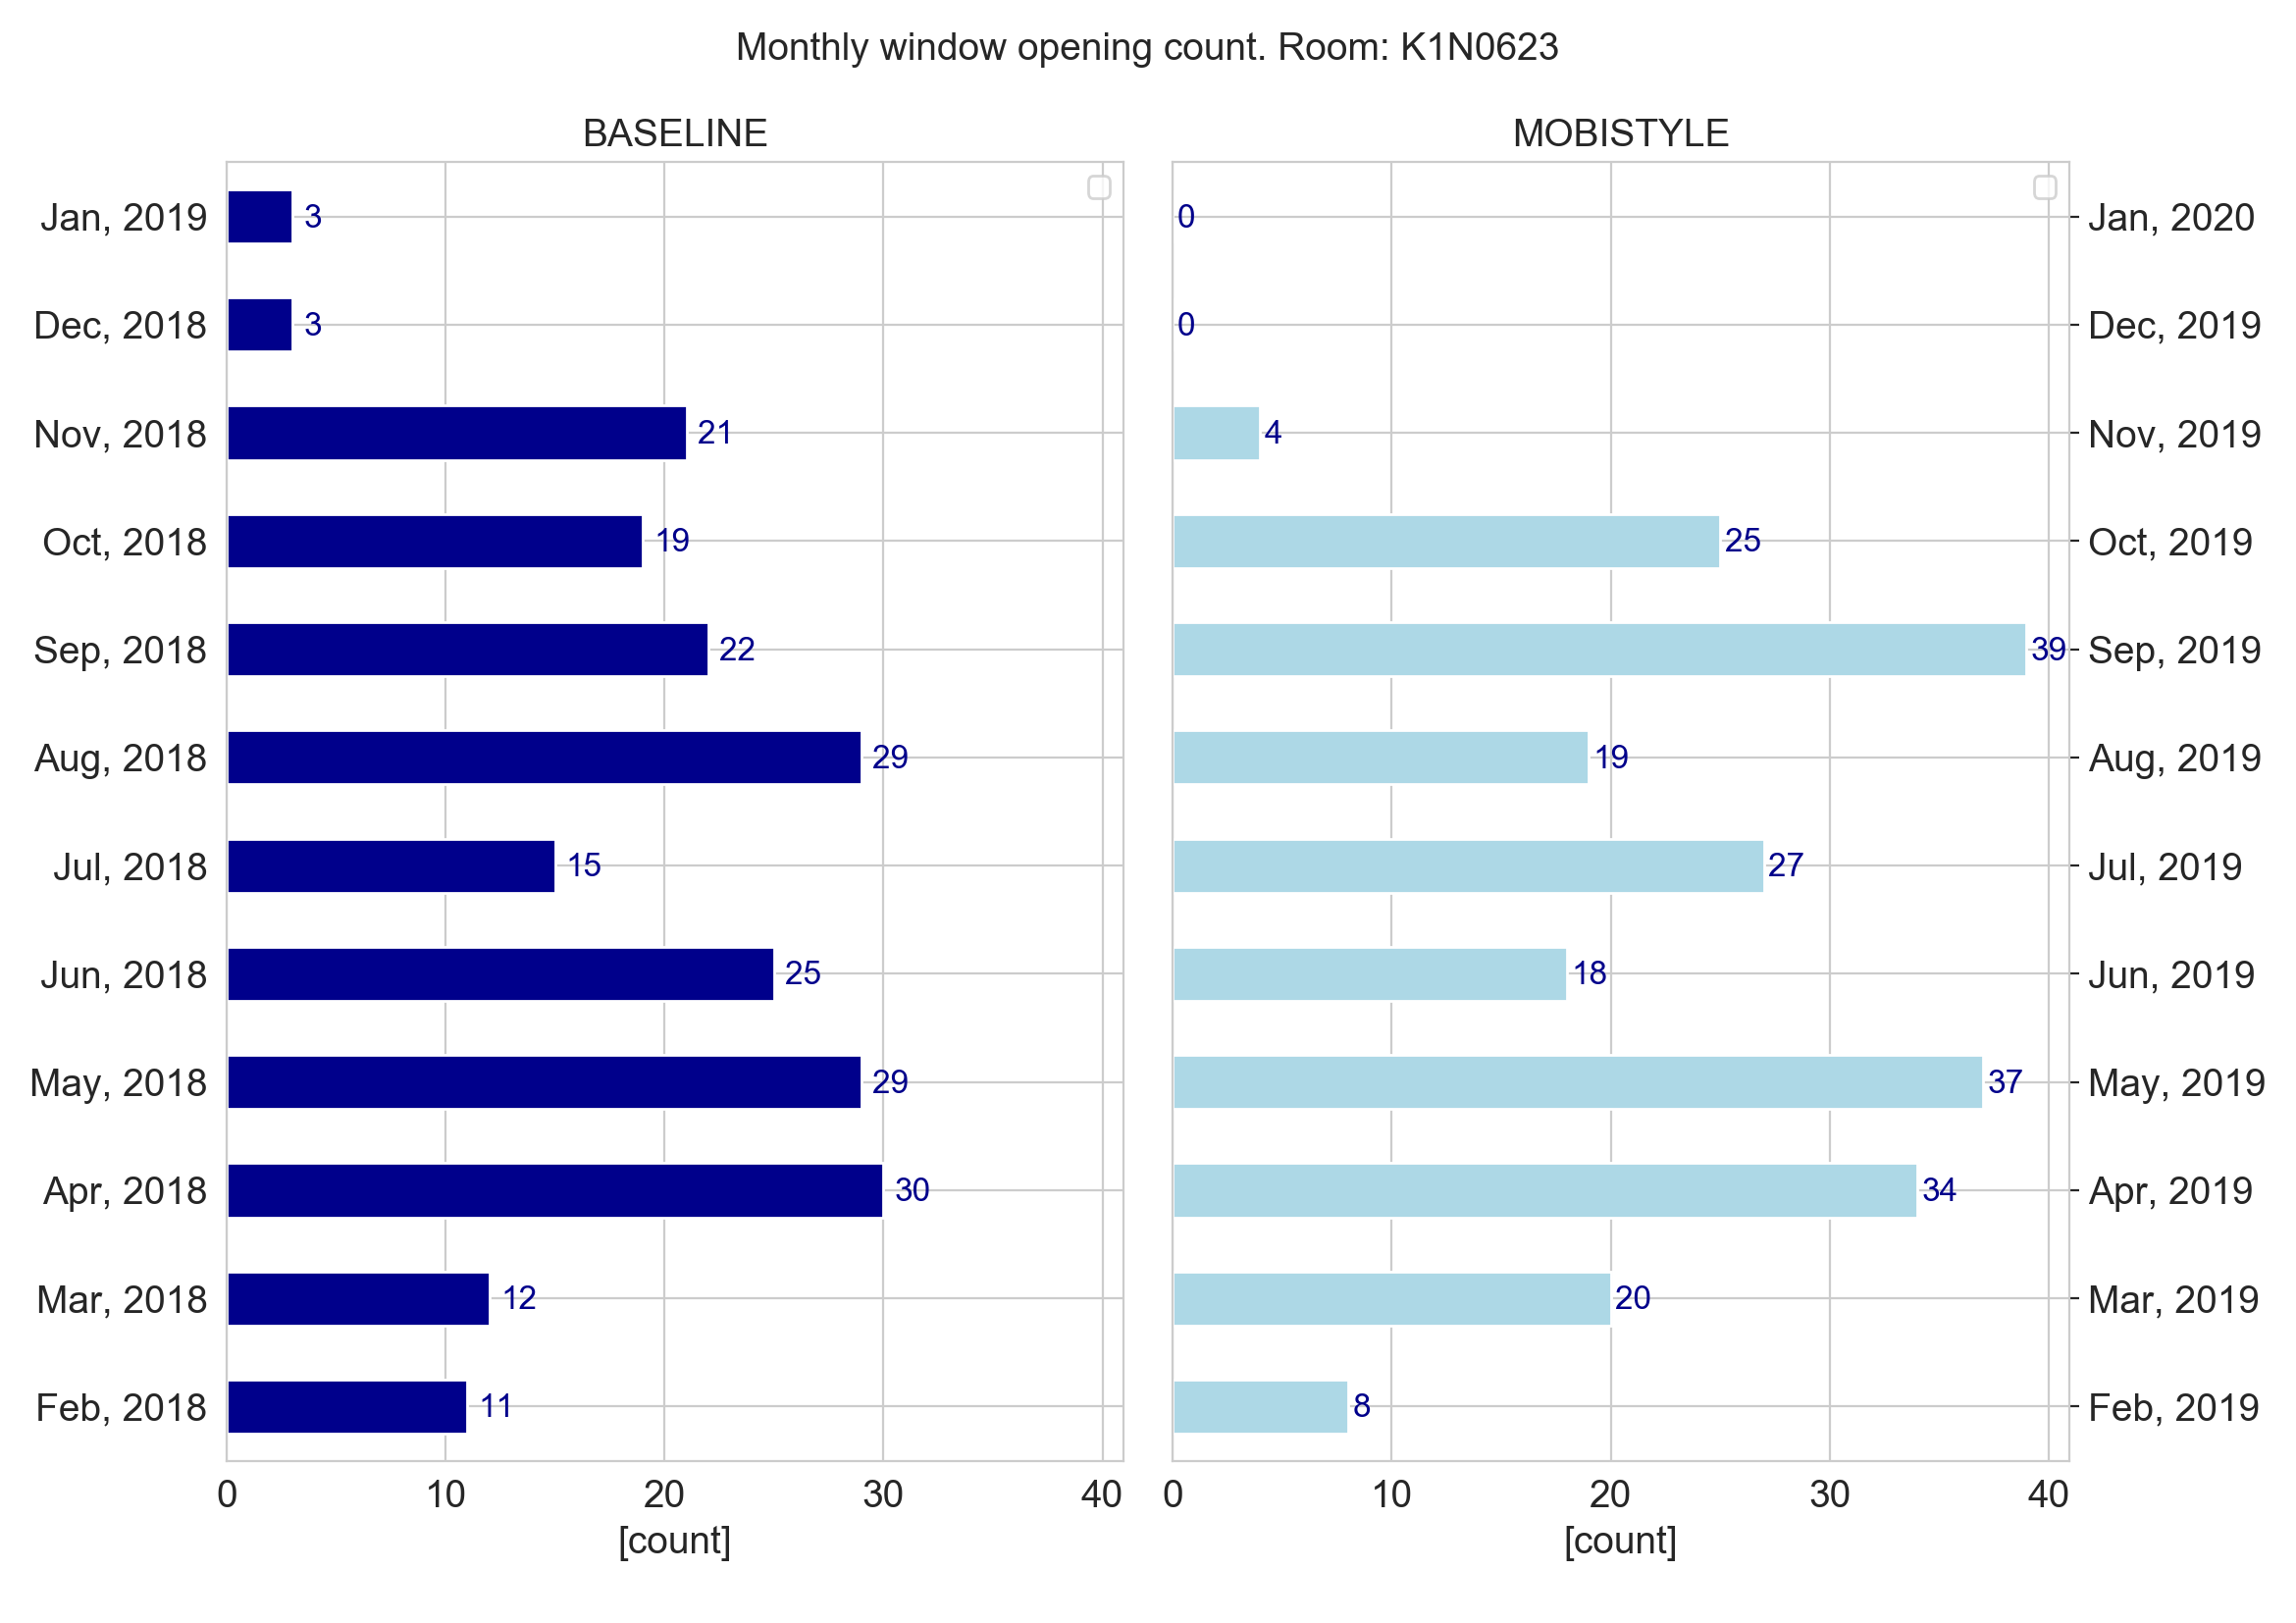 Monthly window opening count. Room: K1N0623
BASELINE
Jan, 2019 3
Dec, 2018 3
Nov, 2018 21
Oct, 2018 19
Sep, 2018 22
Aug, 2018 29
Jul, 2018 15
Jun, 2018 25
May, 2018 29
Apr, 2018 30
Mar, 2018 12
Feb, 2018 11
0 10 20 30 40
[count]
MOBISTYLE
0 Jan, 2020
0 Dec, 2019
4 Nov, 2019
25 Oct, 2019
39 Sep, 2019
19 Aug, 2019
27 Jul, 2019
18 Jun, 2019
37 May, 2019
34 Apr, 2019
20 Mar, 2019
8 Feb, 2019
0 10 20 30 40
[count]